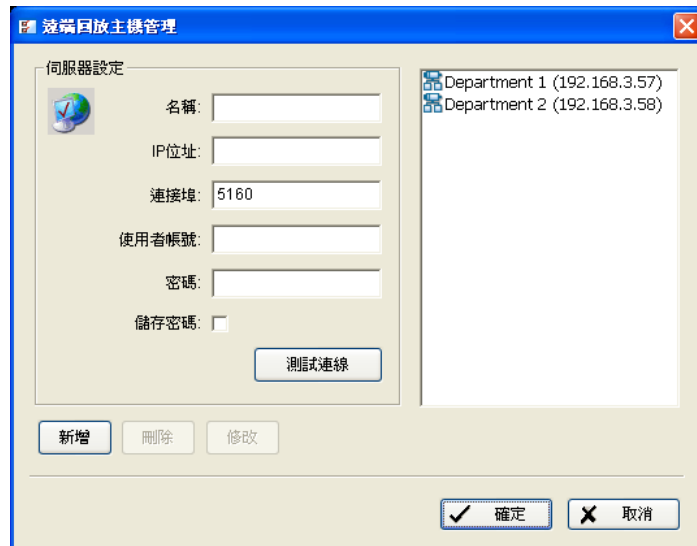 遠端回放主機管理
伺服器設定
名稱:
IP位址:
連接埠: 5160
使用者帳號:
密碼:
儲存密碼:
測試連線
Department 1 (192.168.3.57)
Department 2 (192.168.3.58)
新增 刪除 修改
確定 取消